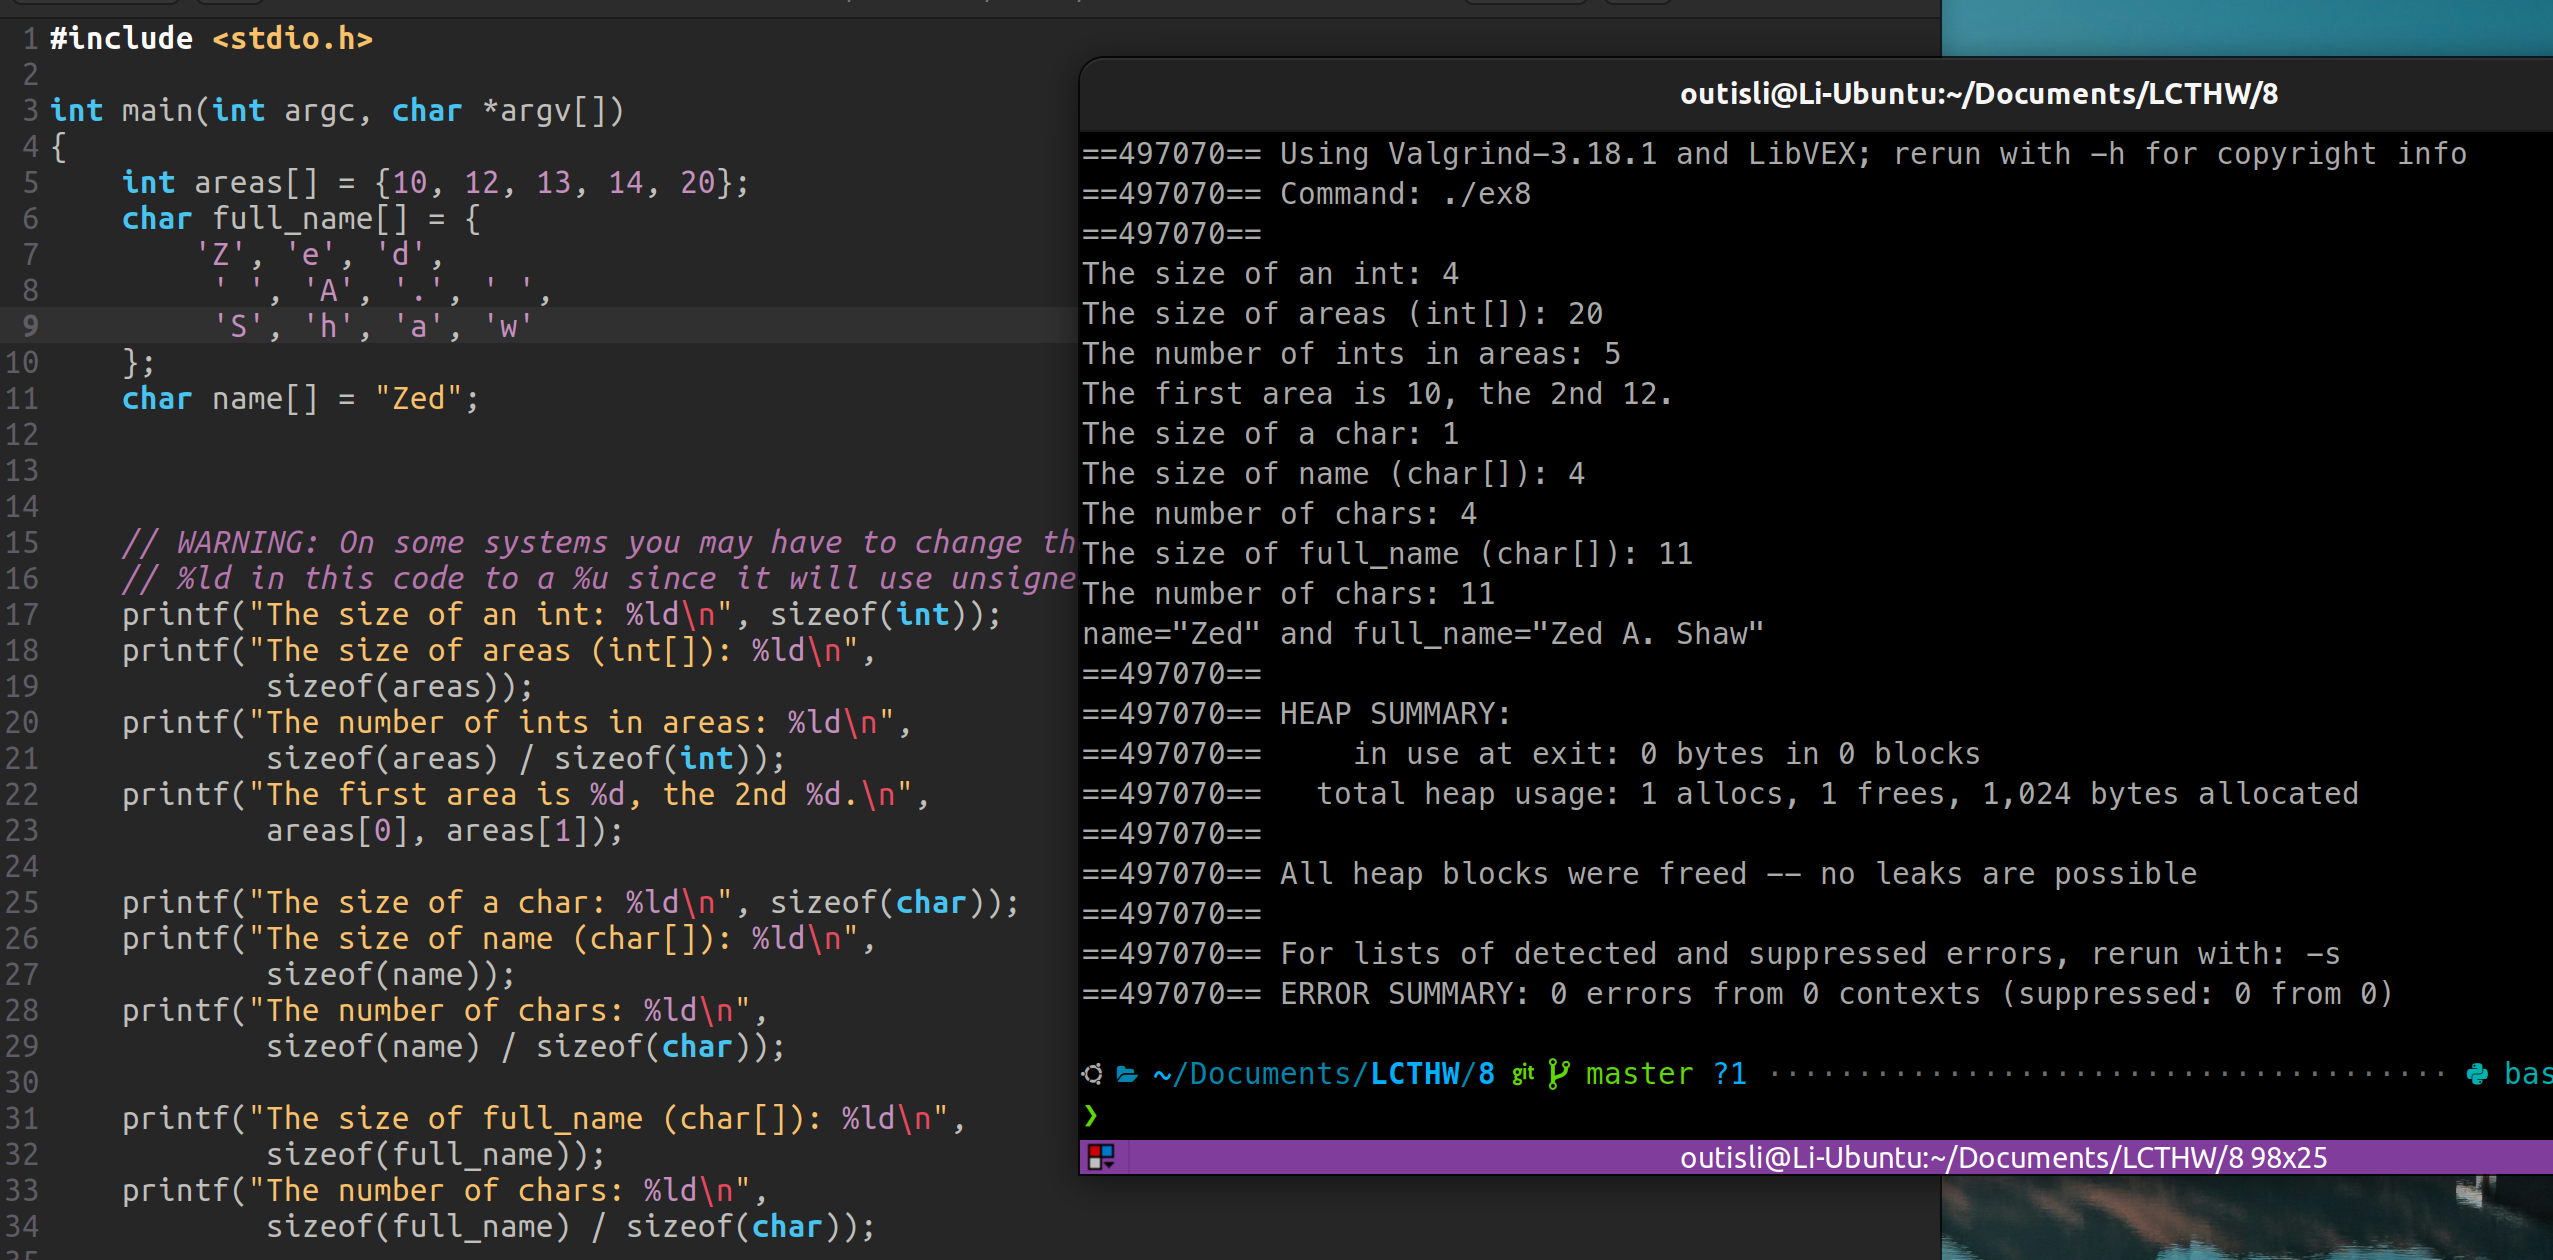 1 #include <stdio.h>
2
3 int main(int argc, char *argv[])
4 {
5     int areas[] = {10, 12, 13, 14, 20};
6     char full_name[] = {
7         'Z', 'e', 'd',
8          ' ', 'A', '.', ' ',
9          'S', 'h', 'a', 'w'
10     };
11     char name[] = "Zed";
12
13
14
15     // WARNING: On some systems you may have to change th
16     // %ld in this code to a %u since it will use unsigne
17     printf("The size of an int: %ld\n", sizeof(int));
18     printf("The size of areas (int[]): %ld\n",
19             sizeof(areas));
20     printf("The number of ints in areas: %ld\n",
21             sizeof(areas) / sizeof(int));
22     printf("The first area is %d, the 2nd %d.\n",
23             areas[0], areas[1]);
24
25     printf("The size of a char: %ld\n", sizeof(char));
26     printf("The size of name (char[]): %ld\n",
27             sizeof(name));
28     printf("The number of chars: %ld\n",
29             sizeof(name) / sizeof(char));
30
31     printf("The size of full_name (char[]): %ld\n",
32             sizeof(full_name));
33     printf("The number of chars: %ld\n",
34             sizeof(full_name) / sizeof(char));
outisli@Li-Ubuntu:~/Documents/LCTHW/8
==497070== Using Valgrind-3.18.1 and LibVEX; rerun with -h for copyright info
==497070== Command: ./ex8
==497070==
The size of an int: 4
The size of areas (int[]): 20
The number of ints in areas: 5
The first area is 10, the 2nd 12.
The size of a char: 1
The size of name (char[]): 4
The number of chars: 4
The size of full_name (char[]): 11
The number of chars: 11
name="Zed" and full_name="Zed A. Shaw"
==497070==
==497070== HEAP SUMMARY:
==497070==     in use at exit: 0 bytes in 0 blocks
==497070==   total heap usage: 1 allocs, 1 frees, 1,024 bytes allocated
==497070==
==497070== All heap blocks were freed -- no leaks are possible
==497070==
==497070== For lists of detected and suppressed errors, rerun with: -s
==497070== ERROR SUMMARY: 0 errors from 0 contexts (suppressed: 0 from 0)
~/Documents/LCTHW/8 git master ?1 ······································ bas
❯
outisli@Li-Ubuntu:~/Documents/LCTHW/8 98x25